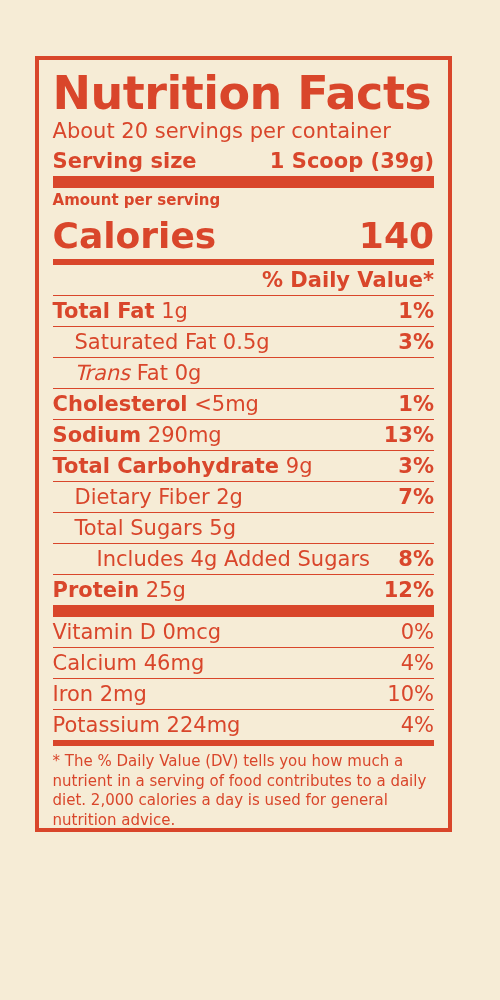 Nutrition Facts
About 20 servings per container
Serving size 1 Scoop (39g)
Amount per serving
Calories 140
% Daily Value*
Total Fat 1g 1%
Saturated Fat 0.5g 3%
Trans Fat 0g
Cholesterol <5mg 1%
Sodium 290mg 13%
Total Carbohydrate 9g 3%
Dietary Fiber 2g 7%
Total Sugars 5g
Includes 4g Added Sugars 8%
Protein 25g 12%
Vitamin D 0mcg 0%
Calcium 46mg 4%
Iron 2mg 10%
Potassium 224mg 4%
* The % Daily Value (DV) tells you how much a
nutrient in a serving of food contributes to a daily
diet. 2,000 calories a day is used for general
nutrition advice.